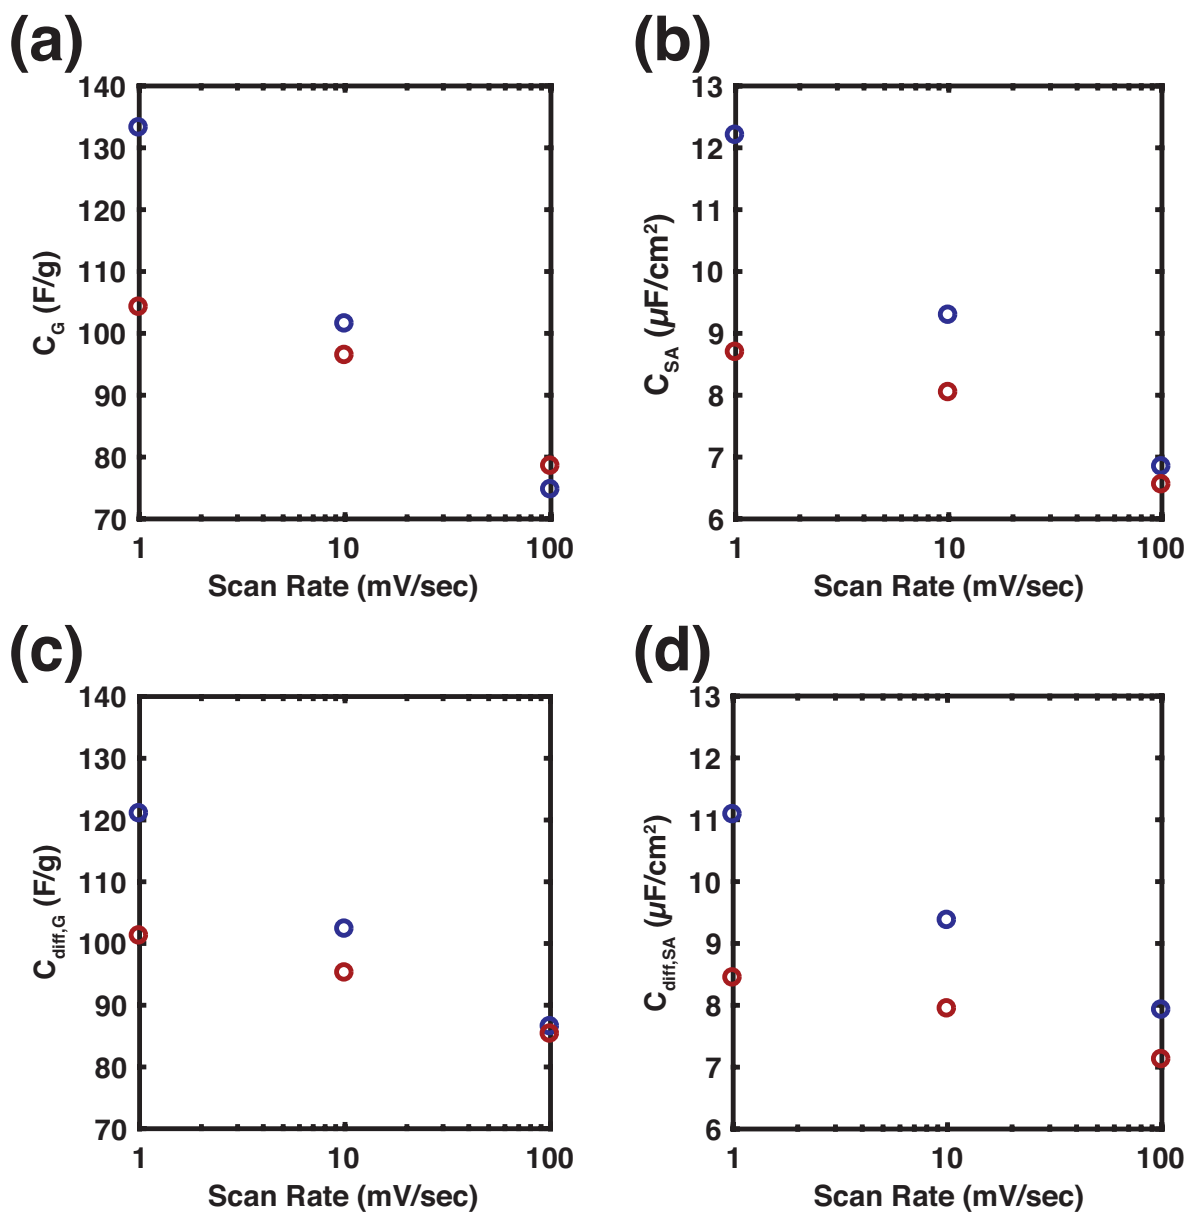 (a)
140
130
120
110
100
90
80
70
C_G (F/g)
1 10 100
Scan Rate (mV/sec)
(b)
13
12
11
10
9
8
7
6
C_SA (μF/cm²)
1 10 100
Scan Rate (mV/sec)
(c)
140
130
120
110
100
90
80
70
C_diff,G (F/g)
1 10 100
Scan Rate (mV/sec)
(d)
13
12
11
10
9
8
7
6
C_diff,SA (μF/cm²)
1 10 100
Scan Rate (mV/sec)